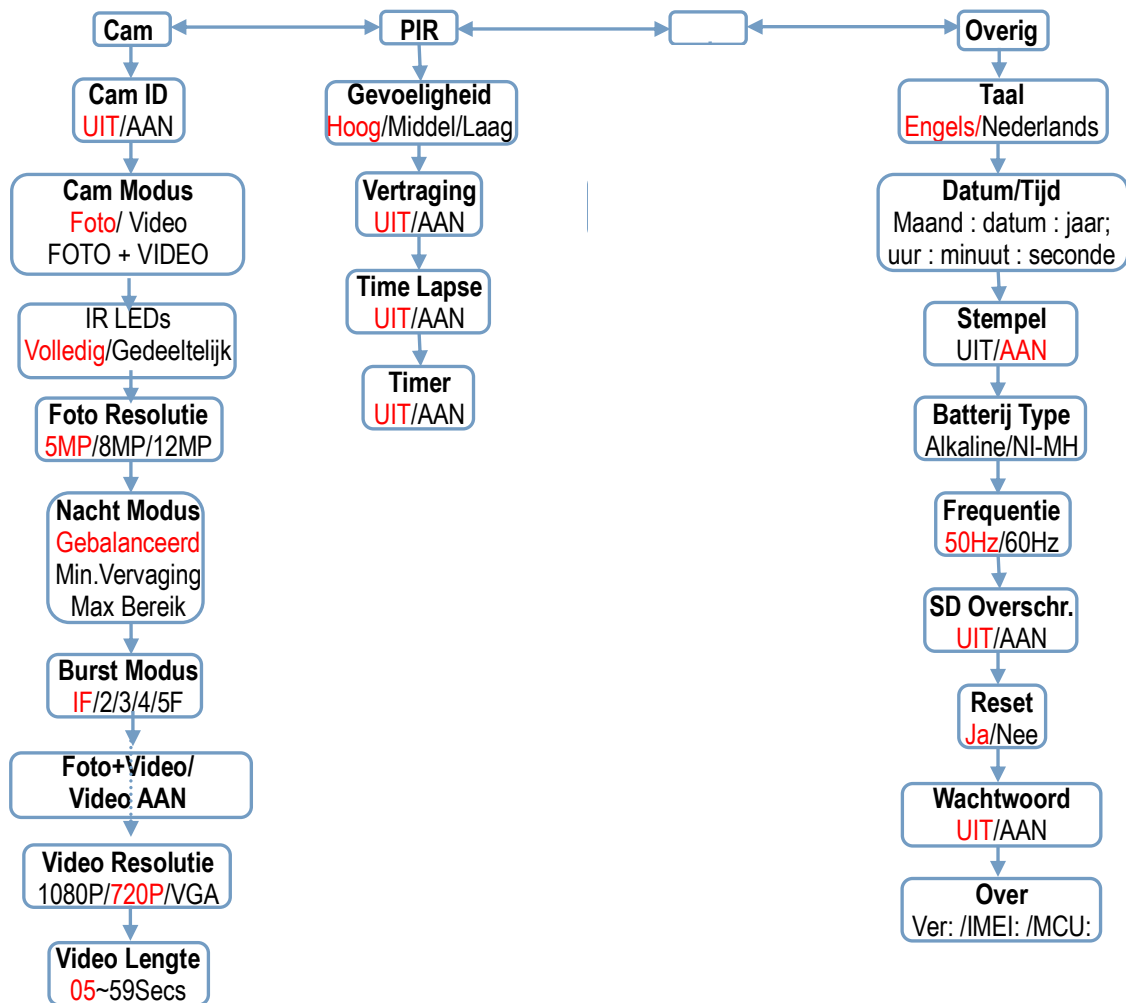 Cam
PIR
Overig
Cam ID
UIT/AAN
Cam Modus
Foto/ Video
FOTO + VIDEO
IR LEDs
Volledig/Gedeeltelijk
Foto Resolutie
5MP/8MP/12MP
Nacht Modus
Gebalanceerd
Min.Vervaging
Max Bereik
Burst Modus
IF/2/3/4/5F
Foto+Video/
Video AAN
Video Resolutie
1080P/720P/VGA
Video Lengte
05~59Secs
Gevoeligheid
Hoog/Middel/Laag
Vertraging
UIT/AAN
Time Lapse
UIT/AAN
Timer
UIT/AAN
Taal
Engels/Nederlands
Datum/Tijd
Maand : datum : jaar;
uur : minuut : seconde
Stempel
UIT/AAN
Batterij Type
Alkaline/NI-MH
Frequentie
50Hz/60Hz
SD Overschr.
UIT/AAN
Reset
Ja/Nee
Wachtwoord
UIT/AAN
Over
Ver: /IMEI: /MCU: